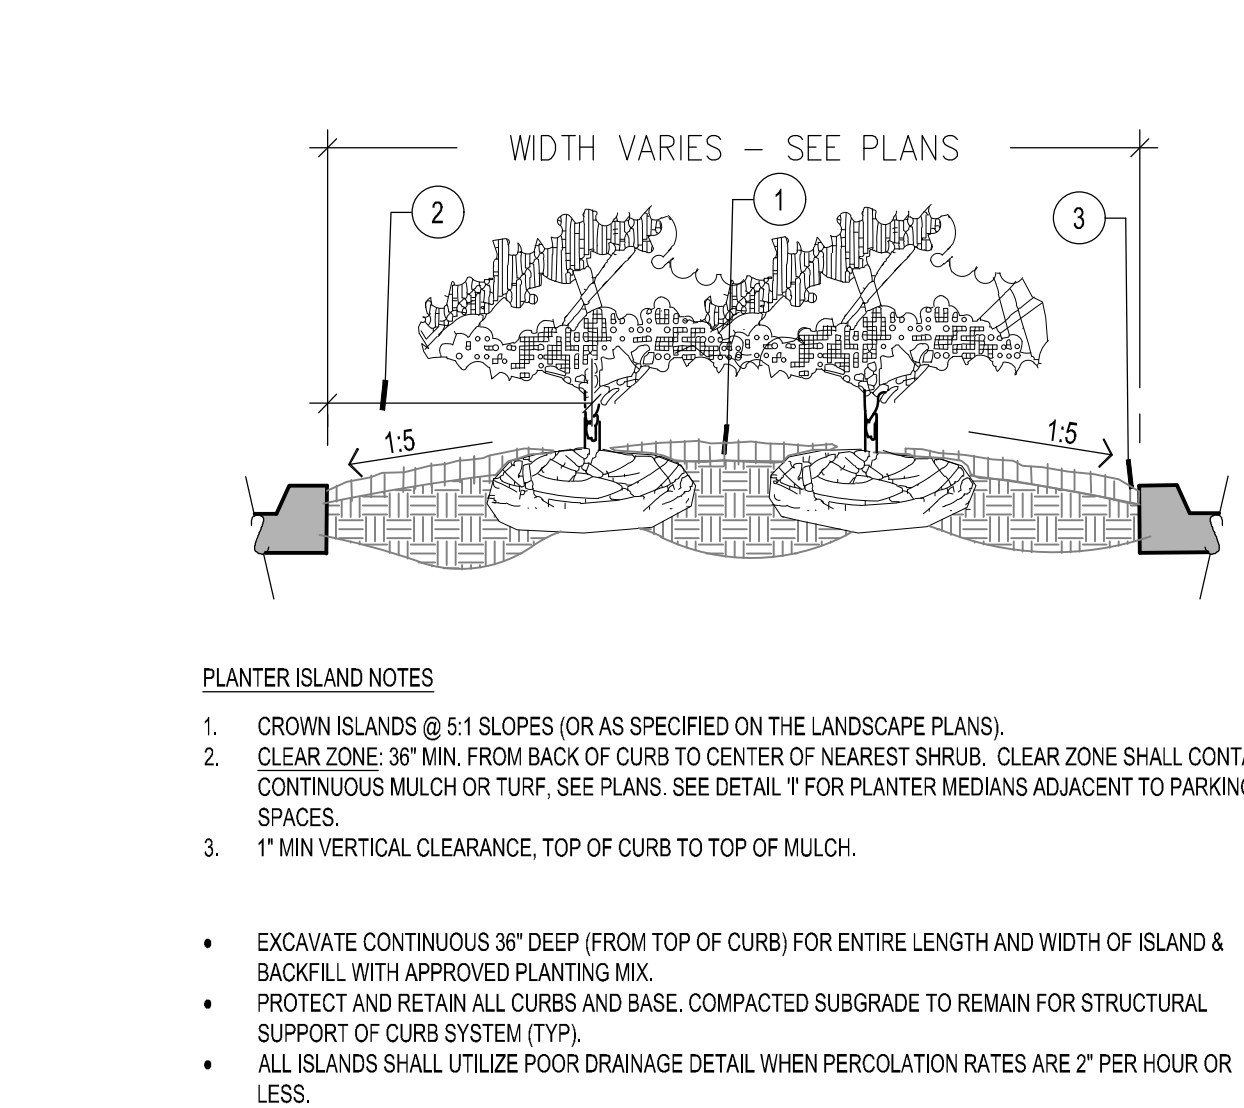 WIDTH VARIES – SEE PLANS
2
1
3
1:5
1:5
PLANTER ISLAND NOTES
1. CROWN ISLANDS @ 5:1 SLOPES (OR AS SPECIFIED ON THE LANDSCAPE PLANS).
2. CLEAR ZONE: 36" MIN. FROM BACK OF CURB TO CENTER OF NEAREST SHRUB. CLEAR ZONE SHALL
CONTINUOUS MULCH OR TURF, SEE PLANS. SEE DETAIL 'I' FOR PLANTER MEDIANS ADJACENT TO
SPACES.
3. 1" MIN VERTICAL CLEARANCE, TOP OF CURB TO TOP OF MULCH.
• EXCAVATE CONTINUOUS 36" DEEP (FROM TOP OF CURB) FOR ENTIRE LENGTH AND WIDTH OF ISLAND &
BACKFILL WITH APPROVED PLANTING MIX.
• PROTECT AND RETAIN ALL CURBS AND BASE. COMPACTED SUBGRADE TO REMAIN FOR STRUCTURAL
SUPPORT OF CURB SYSTEM (TYP).
• ALL ISLANDS SHALL UTILIZE POOR DRAINAGE DETAIL WHEN PERCOLATION RATES ARE 2" PER HOUR OR
LESS.